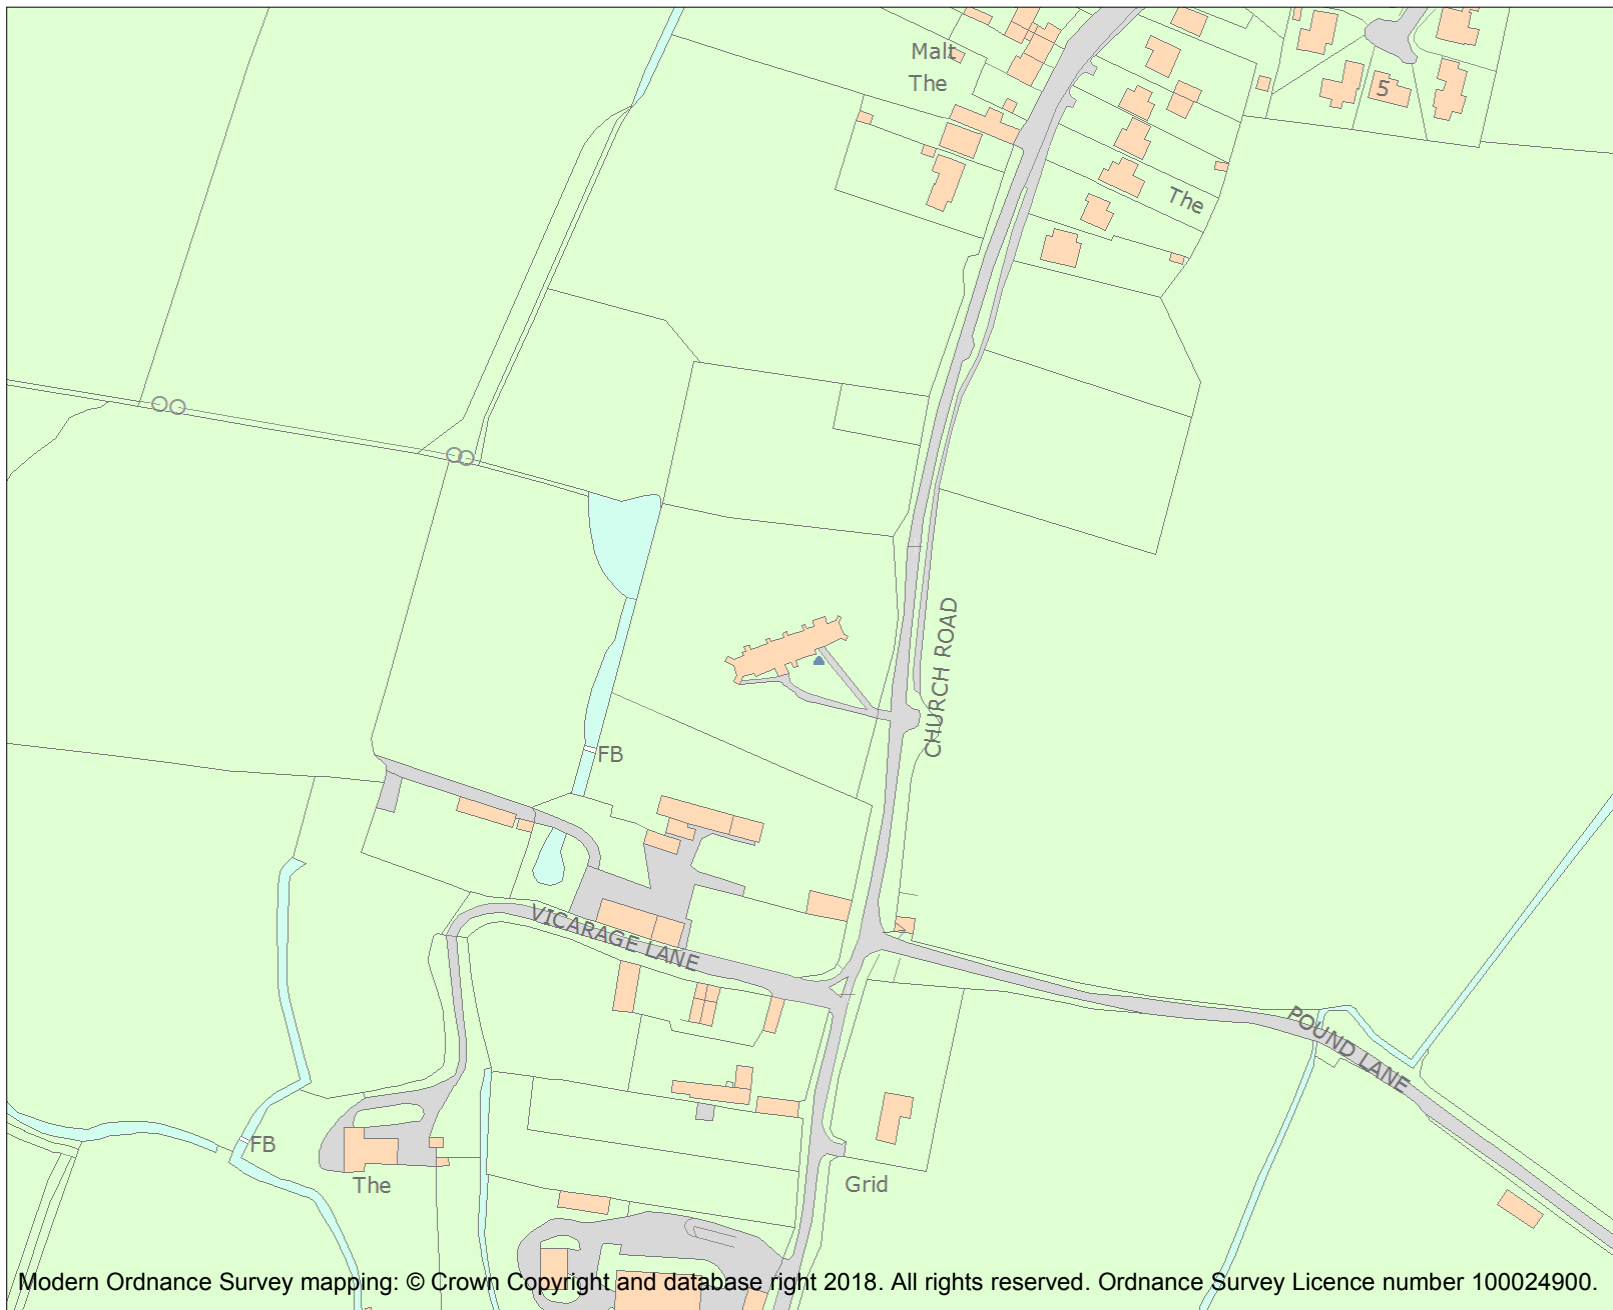 Malt
The
5
The
CHURCH ROAD
FB
VICARAGE LANE
POUND LANE
FB
The
Grid
Modern Ordnance Survey mapping: © Crown Copyright and database right 2018. All rights reserved. Ordnance Survey Licence number 100024900.